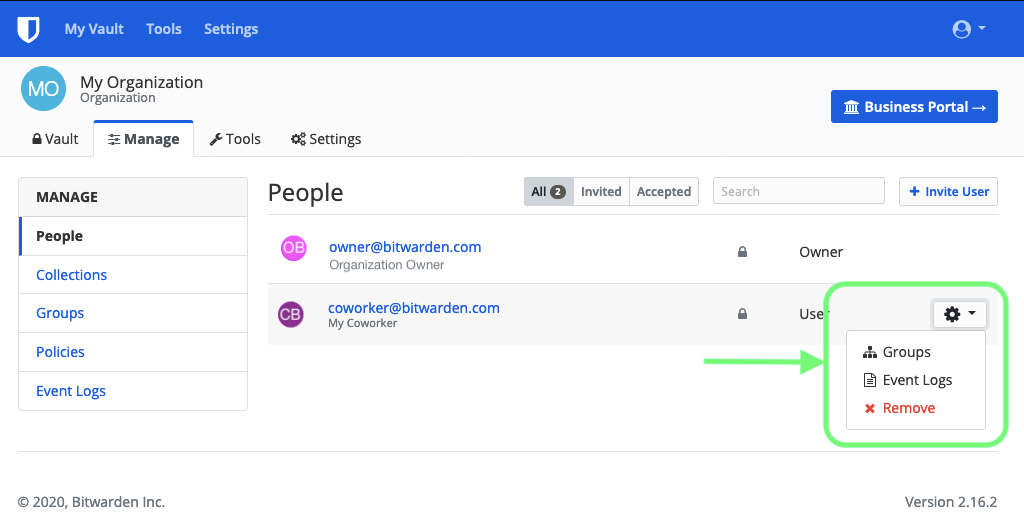 My Vault Tools Settings
MO My Organization
Organization
Business Portal →
Vault Manage Tools Settings
MANAGE
People
Collections
Groups
Policies
Event Logs
People All 2 Invited Accepted Search + Invite User
OB owner@bitwarden.com Owner
Organization Owner
CB coworker@bitwarden.com User
My Coworker
Groups
Event Logs
Remove
© 2020, Bitwarden Inc. Version 2.16.2